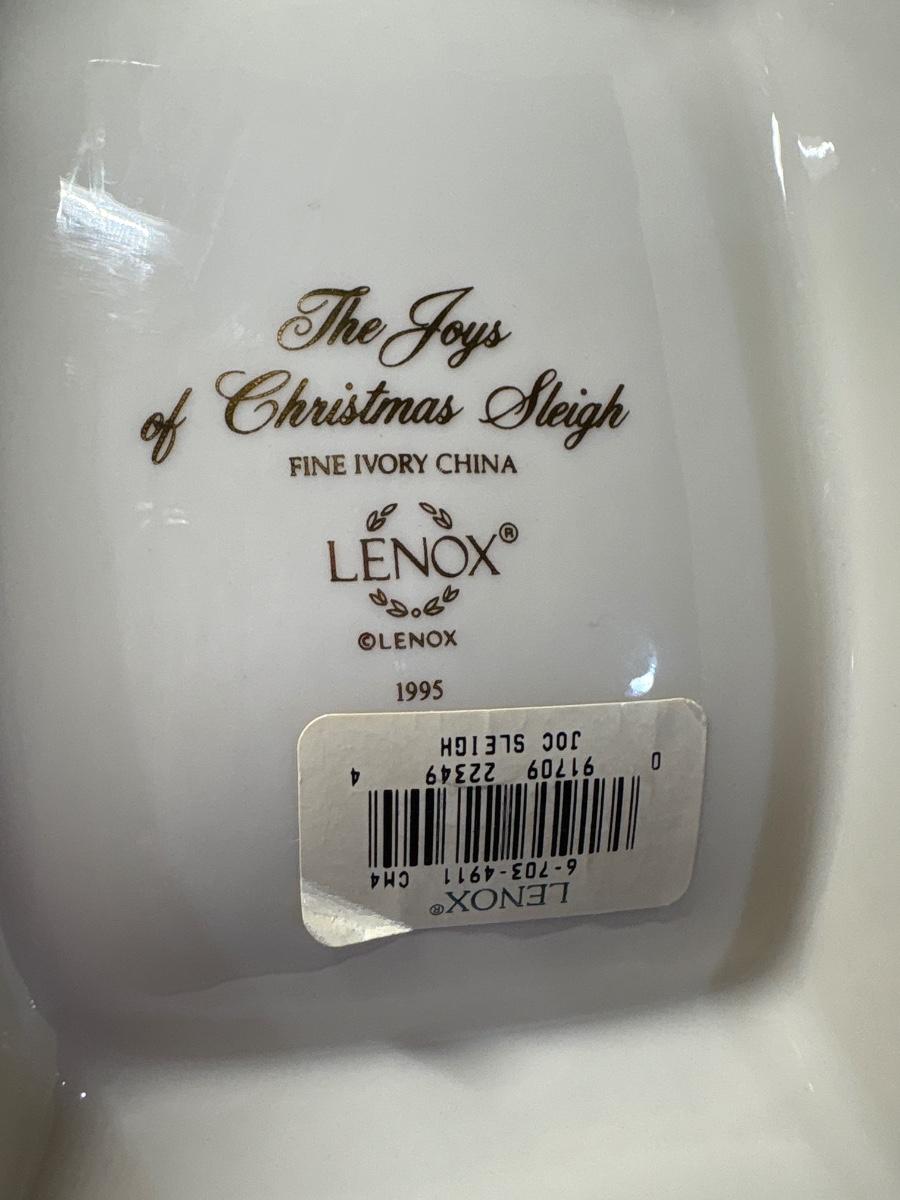 The Joys
of Christmas Sleigh
FINE IVORY CHINA
LENOX®
©LENOX
1995
LENOX®
6-703-4911 CM4
0 91709 22349 4
JOC SLEIGH